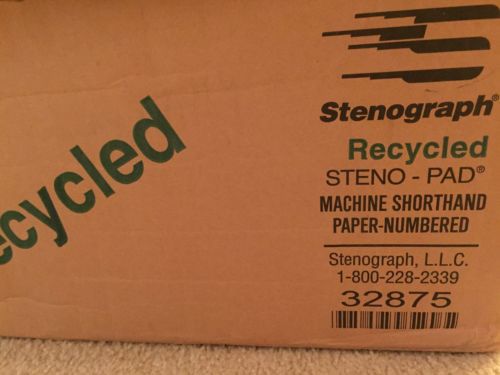 ecycled
Stenograph®
Recycled
STENO - PAD®
MACHINE SHORTHAND
PAPER-NUMBERED
Stenograph, L.L.C.
1-800-228-2339
32875